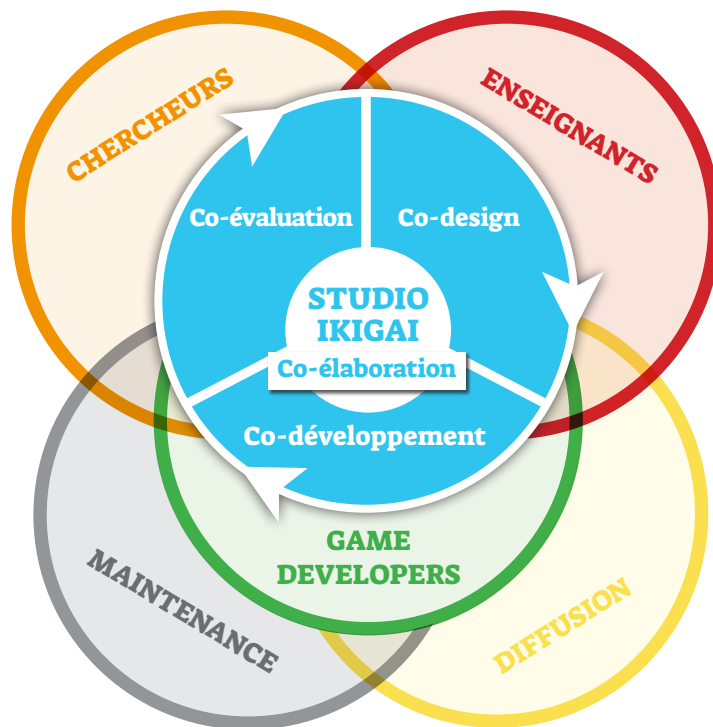 CHERCHEURS
ENSEIGNANTS
Co-évaluation
Co-design
STUDIO
IKIGAI
Co-élaboration
Co-développement
GAME
DEVELOPERS
MAINTENANCE
DIFFUSION